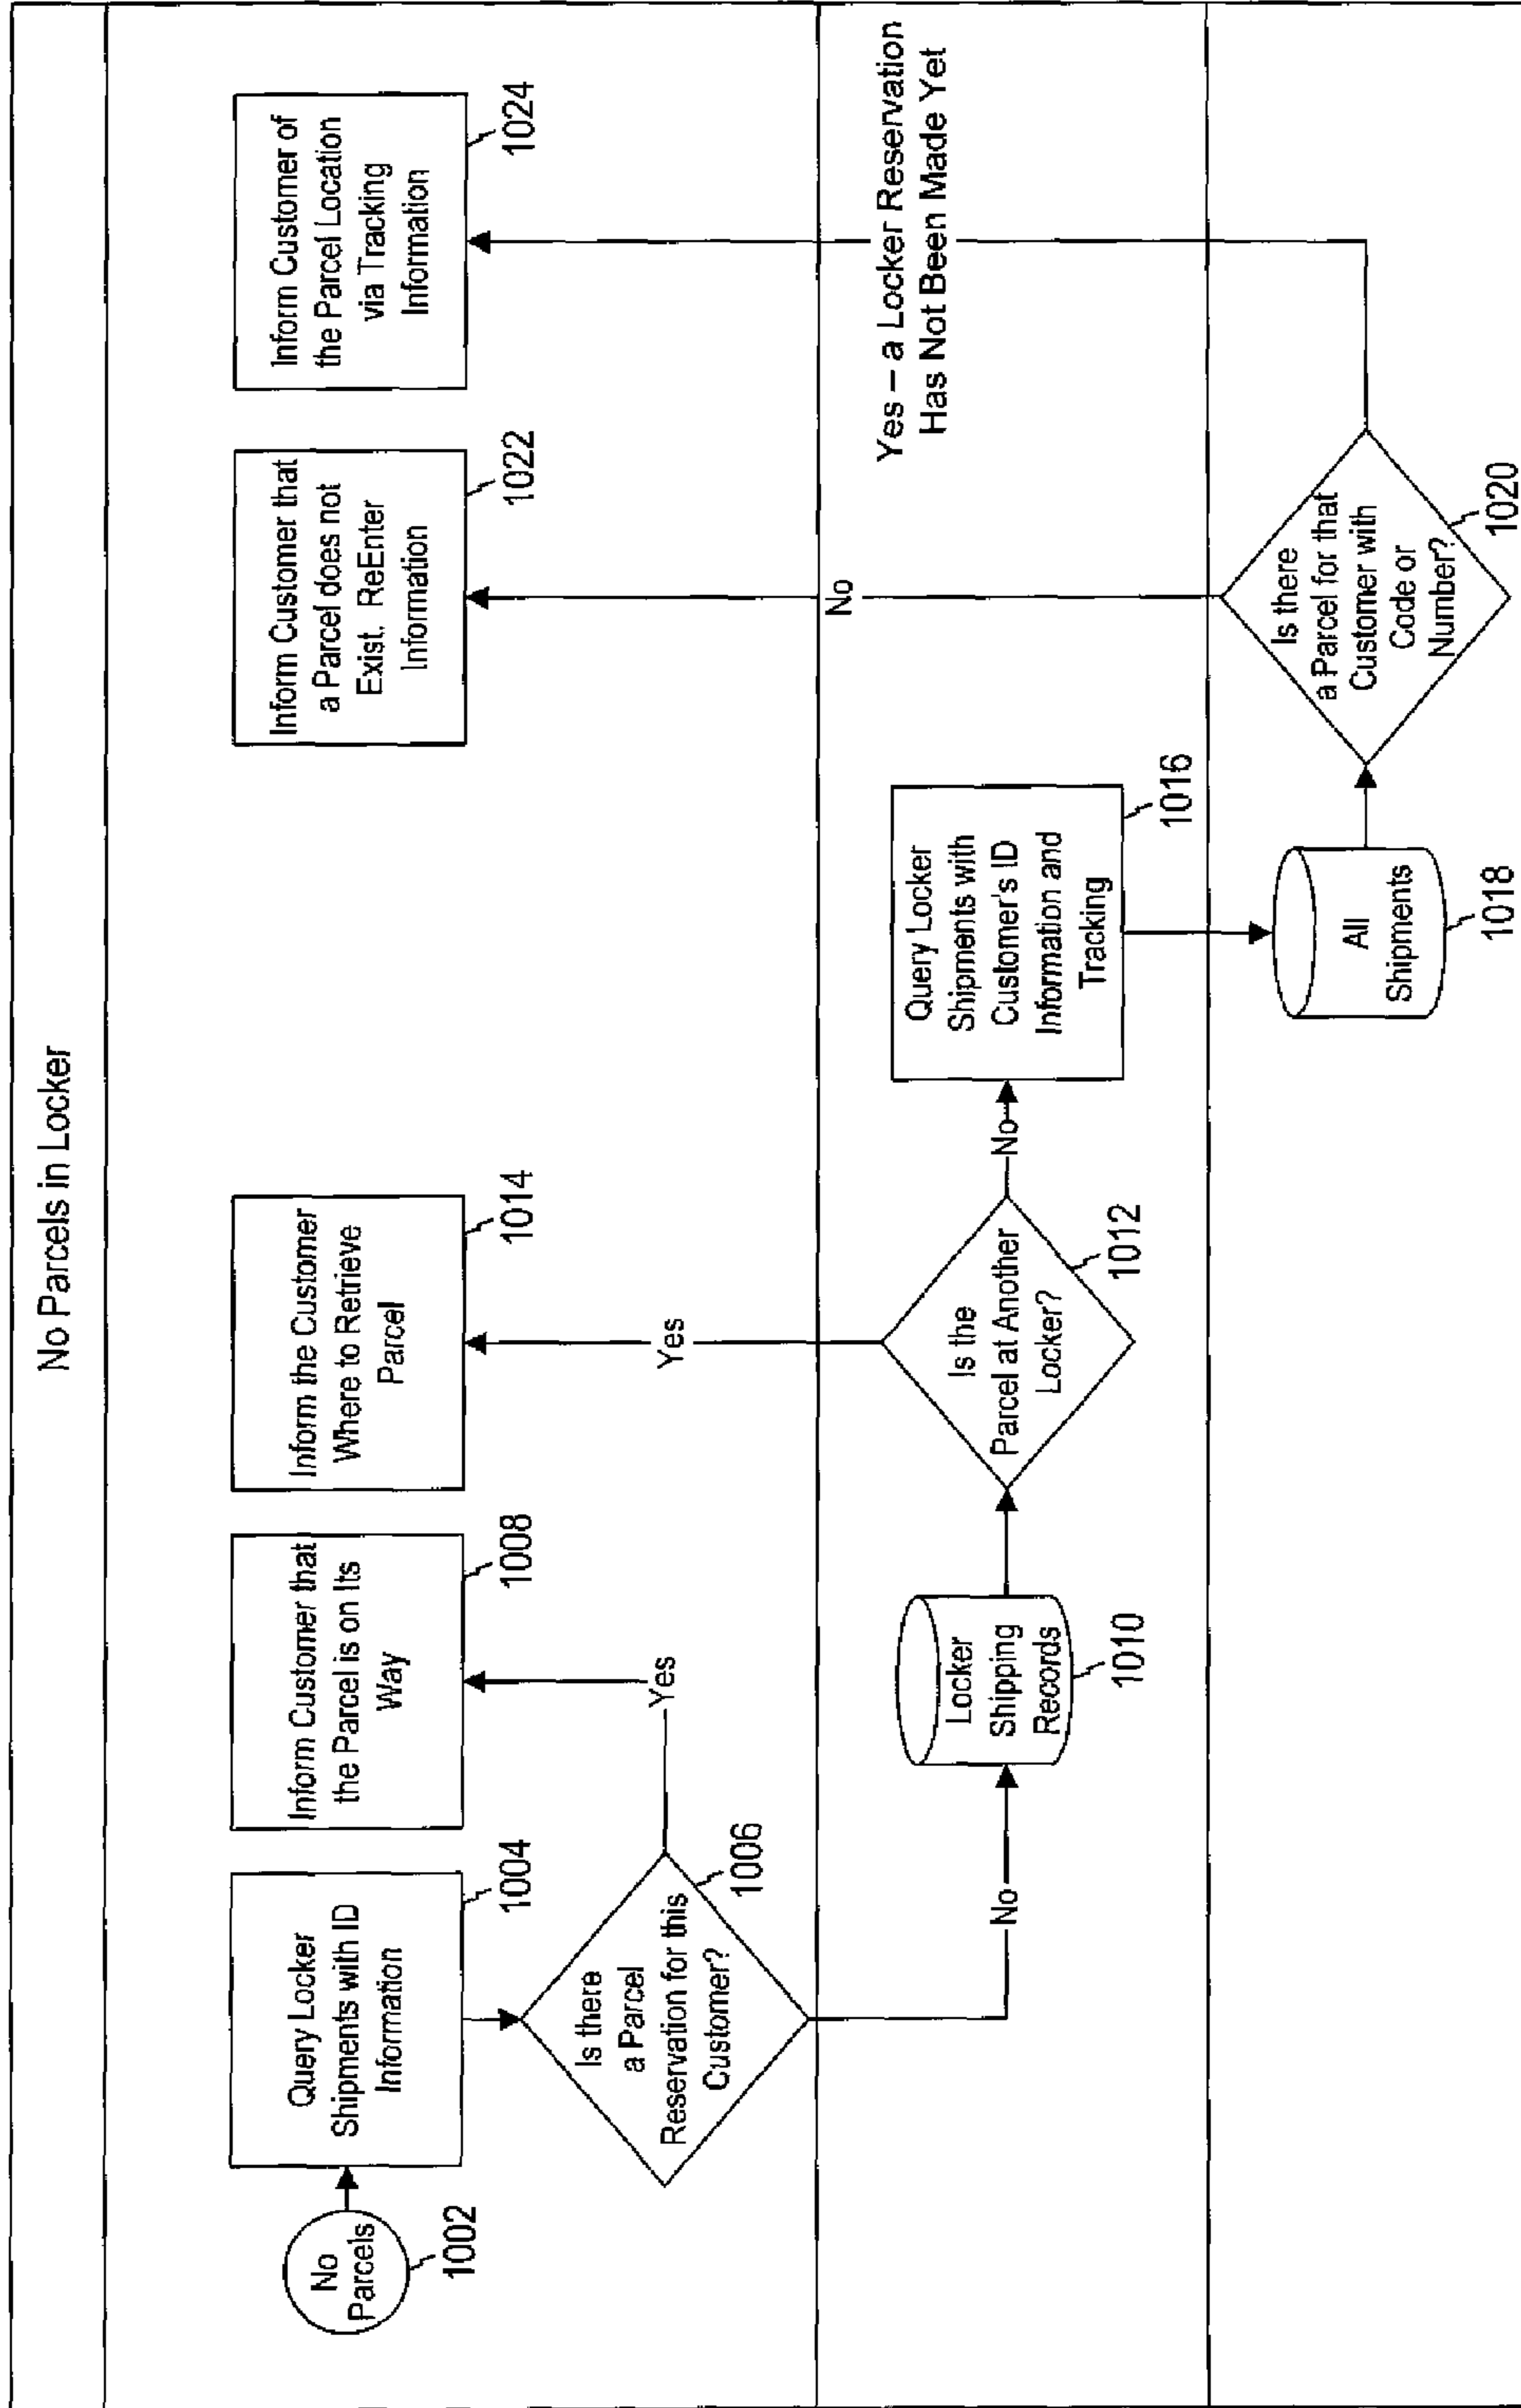 No Parcels in Locker
No
Parcels
1002
Query Locker
Shipments with ID
Information
1004
Is there
a Parcel
Reservation for this
Customer?
1006
Yes
Inform Customer that
the Parcel is on Its
Way
1008
No
Locker
Shipping
Records
1010
Is the
Parcel at Another
Locker?
1012
Yes
Inform the Customer
Where to Retrieve
Parcel
1014
No
Query Locker
Shipments with
Customer's ID
Information and
Tracking
1016
All
Shipments
1018
Is there
a Parcel for that
Customer with
Code or
Number?
1020
No
Inform Customer that
a Parcel does not
Exist. ReEnter
Information
1022
Yes – a Locker Reservation
Has Not Been Made Yet
Inform Customer of
the Parcel Location
via Tracking
Information
1024